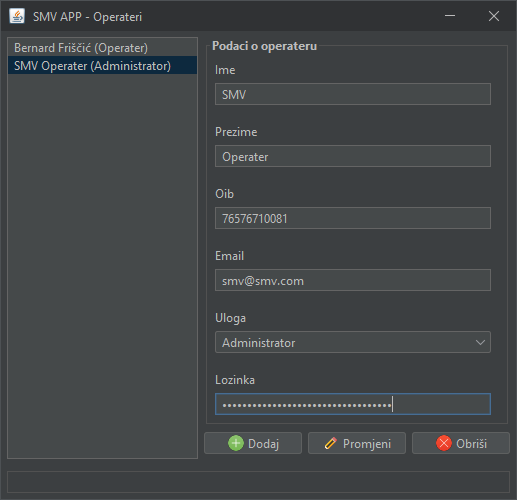 SMV APP - Operateri
Bernard Friščić (Operater)
SMV Operater (Administrator)
Podaci o operateru
Ime
SMV
Prezime
Operater
Oib
76576710081
Email
smv@smv.com
Uloga
Administrator
Lozinka
••••••••••••••••••••••••••••••••••
Dodaj
Promjeni
Obriši